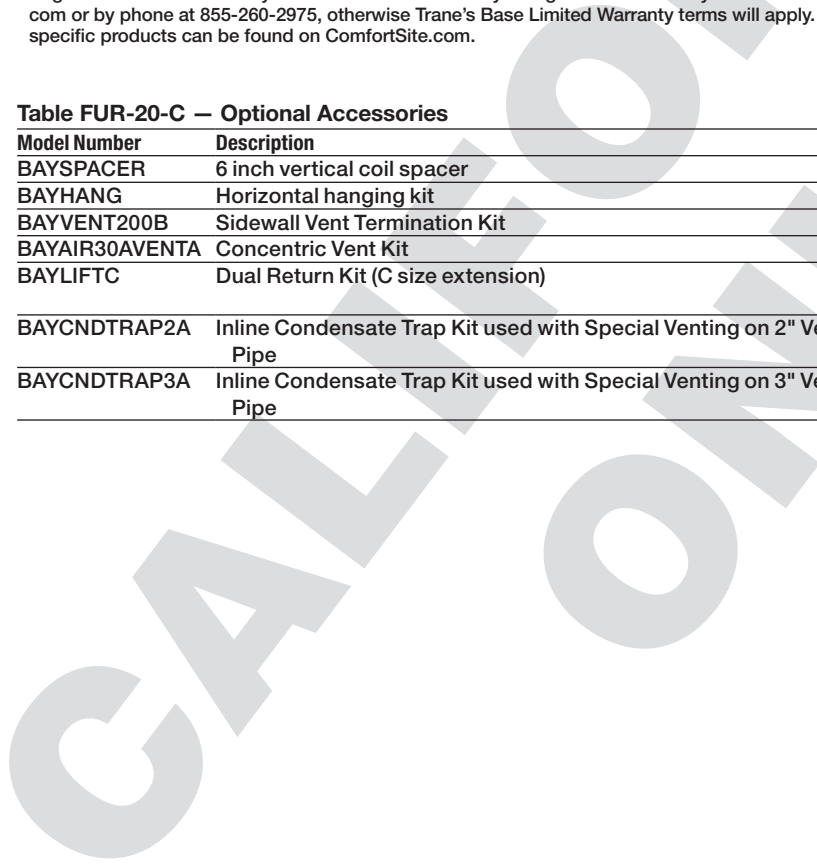 com or by phone at 855-260-2975, otherwise Trane's Base Limited Warranty terms will apply.
specific products can be found on ComfortSite.com.
Table FUR-20-C — Optional Accessories
Model Number Description
BAYSPACER 6 inch vertical coil spacer
BAYHANG Horizontal hanging kit
BAYVENT200B Sidewall Vent Termination Kit
BAYAIR30AVENTA Concentric Vent Kit
BAYLIFTC Dual Return Kit (C size extension)
BAYCNDTRAP2A Inline Condensate Trap Kit used with Special Venting on 2"
Pipe
BAYCNDTRAP3A Inline Condensate Trap Kit used with Special Venting on 3"
Pipe